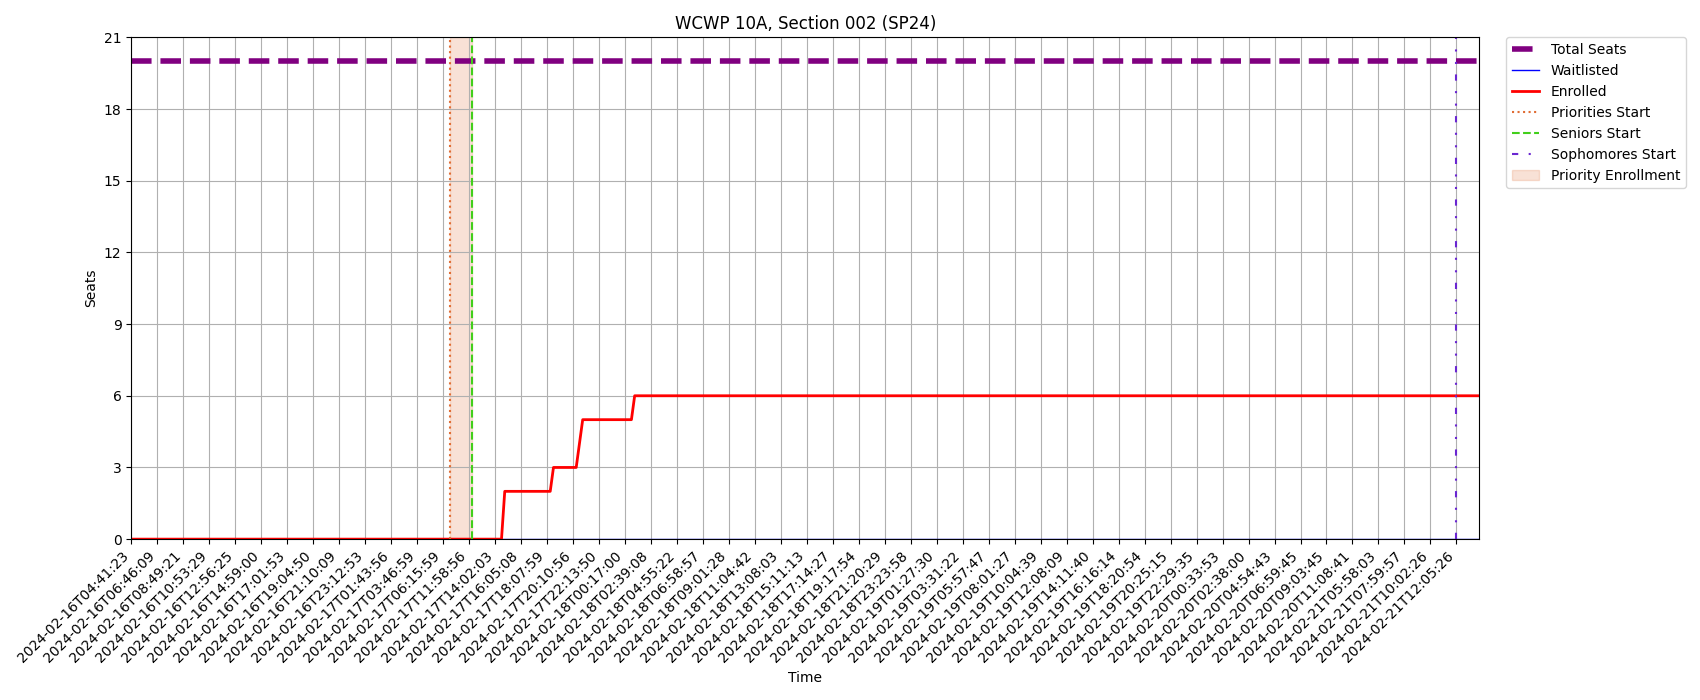 WCWP 10A, Section 002 (SP24)
Total Seats
Waitlisted
Enrolled
Priorities Start
Seniors Start
Sophomores Start
Priority Enrollment
Seats
21
18
15
12
9
6
3
0
2024-02-16T04:41:23
2024-02-16T06:46:09
2024-02-16T08:49:21
2024-02-16T10:53:29
2024-02-16T12:56:25
2024-02-16T14:59:00
2024-02-16T17:01:53
2024-02-16T19:04:50
2024-02-16T21:10:09
2024-02-16T23:12:53
2024-02-17T01:43:56
2024-02-17T03:46:59
2024-02-17T06:15:59
2024-02-17T11:58:56
2024-02-17T14:02:03
2024-02-17T16:05:08
2024-02-17T18:07:59
2024-02-17T20:10:56
2024-02-17T22:13:50
2024-02-18T00:17:00
2024-02-18T02:39:08
2024-02-18T04:55:22
2024-02-18T06:58:57
2024-02-18T09:01:28
2024-02-18T11:04:42
2024-02-18T13:08:03
2024-02-18T15:11:13
2024-02-18T17:14:27
2024-02-18T19:17:54
2024-02-18T21:20:29
2024-02-18T23:23:58
2024-02-19T01:27:30
2024-02-19T03:31:22
2024-02-19T05:57:47
2024-02-19T08:01:27
2024-02-19T10:04:39
2024-02-19T12:08:09
2024-02-19T14:11:40
2024-02-19T16:16:14
2024-02-19T18:20:54
2024-02-19T20:25:15
2024-02-19T22:29:35
2024-02-20T00:33:53
2024-02-20T02:38:00
2024-02-20T04:54:43
2024-02-20T06:59:45
2024-02-20T09:03:45
2024-02-20T11:08:41
2024-02-21T05:58:03
2024-02-21T07:59:57
2024-02-21T10:02:26
2024-02-21T12:05:26
Time